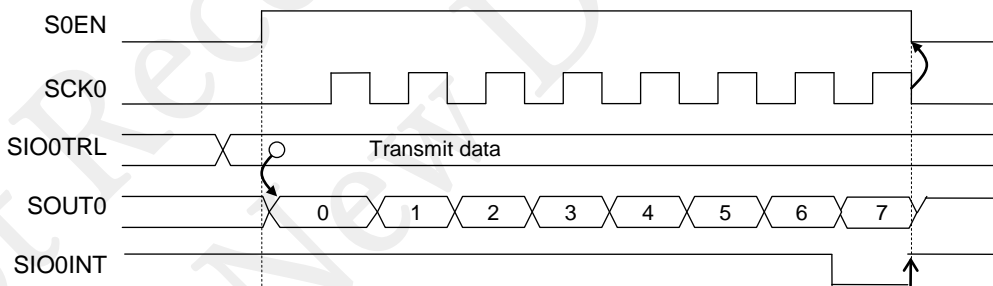 S0EN
SCK0
SIO0TRL Transmit data
SOUT0 0 1 2 3 4 5 6 7
SIO0INT